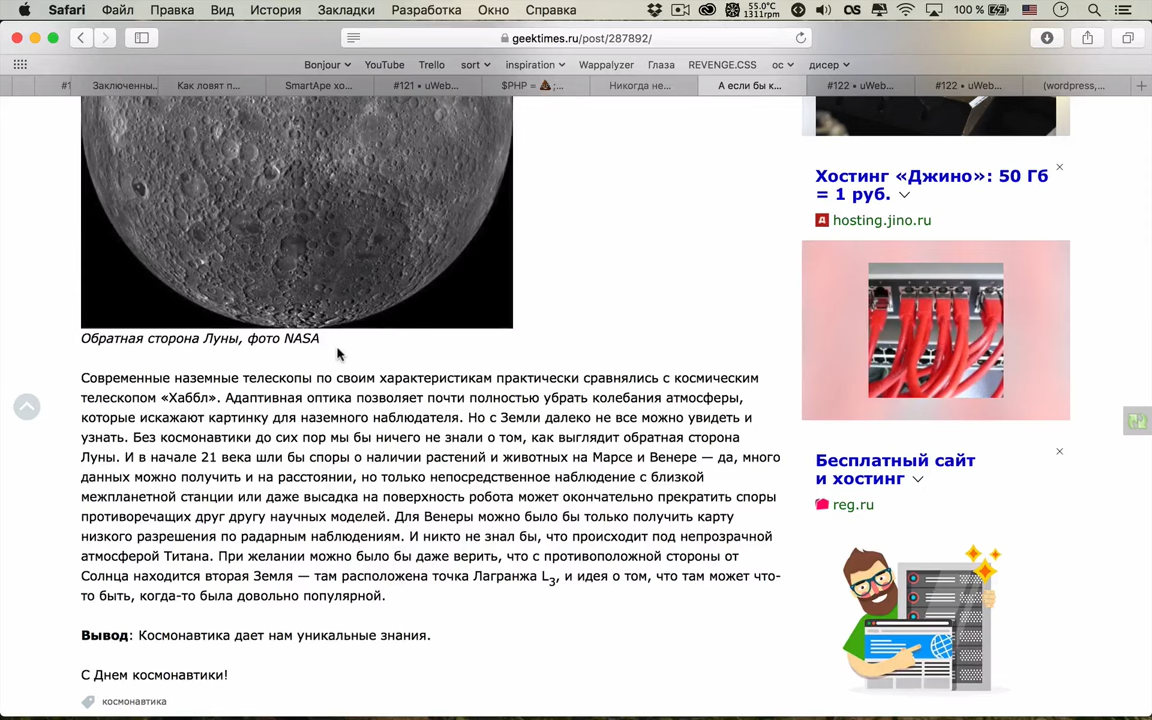 Safari Файл Правка Вид История Закладки Разработка Окно Справка 55.0°C 1311rpm 100 %
geektimes.ru/post/287892/
Bonjour YouTube Trello sort inspiration Wappalyzer Глаза REVENGE.CSS ос дисер
#1 Заключенны... Как ловят п... SmartApe хо... #121 • uWeb... $PHP = ;... Никогда не... А если бы к... #122 • uWeb... #122 • uWeb... (wordpress,...
Обратная сторона Луны, фото NASA
Современные наземные телескопы по своим характеристикам практически сравнялись с космическим
телескопом «Хаббл». Адаптивная оптика позволяет почти полностью убрать колебания атмосферы,
которые искажают картинку для наземного наблюдателя. Но с Земли далеко не все можно увидеть и
узнать. Без космонавтики до сих пор мы бы ничего не знали о том, как выглядит обратная сторона
Луны. И в начале 21 века шли бы споры о наличии растений и животных на Марсе и Венере — да, много
данных можно получить и на расстоянии, но только непосредственное наблюдение с близкой
межпланетной станции или даже высадка на поверхность робота может окончательно прекратить споры
противоречащих друг другу научных моделей. Для Венеры можно было бы только получить карту
низкого разрешения по радарным наблюдениям. И никто не знал бы, что происходит под непрозрачной
атмосферой Титана. При желании можно было бы даже верить, что с противоположной стороны от
Солнца находится вторая Земля — там расположена точка Лагранжа L3, и идея о том, что там может что-
то быть, когда-то была довольно популярной.
Вывод: Космонавтика дает нам уникальные знания.
С Днем космонавтики!
космонавтика
Хостинг «Джино»: 50 Гб
= 1 руб.
hosting.jino.ru
Бесплатный сайт
и хостинг
reg.ru